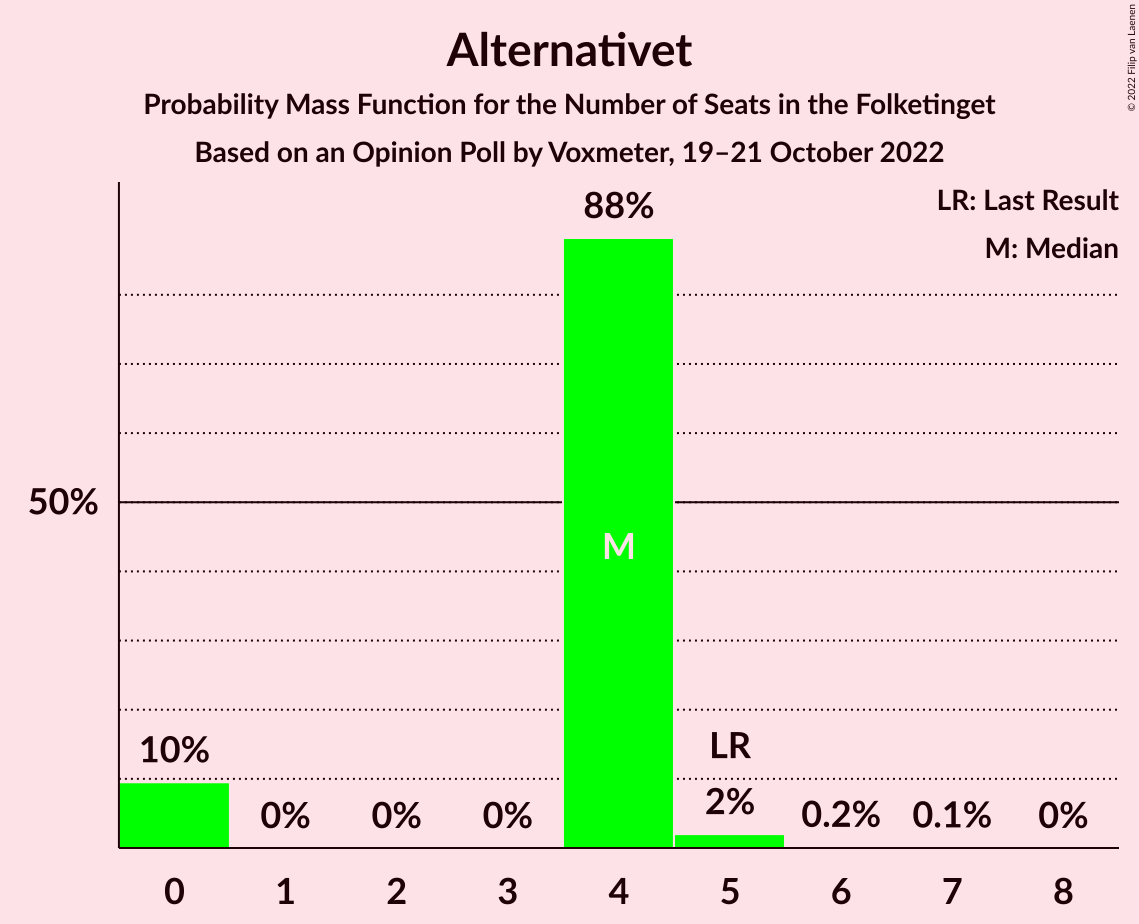 Alternativet
Probability Mass Function for the Number of Seats in the Folketinget
Based on an Opinion Poll by Voxmeter, 19–21 October 2022
© 2022 Filip van Laenen
LR: Last Result
M: Median
88%
50%
M
10%
0%
0%
0%
LR
2%
0.2%
0.1%
0%
0 1 2 3 4 5 6 7 8